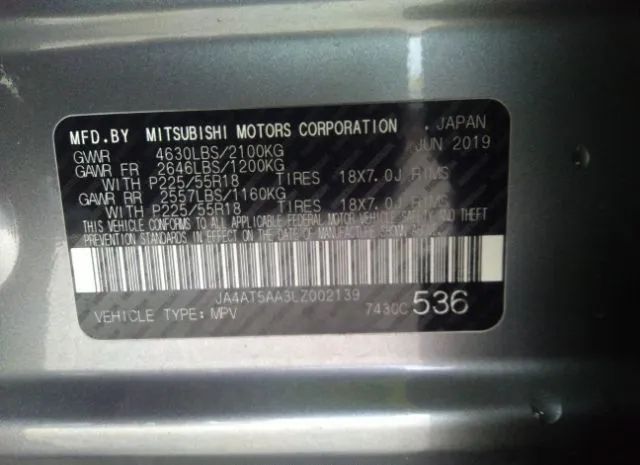 MFD.BY MITSUBISHI MOTORS CORPORATION . JAPAN
GVWR 4630LBS/2100KG JUN 2019
GAWR FR 2646LBS/1200KG
WITH P225/55R18 TIRES 18X7.0J RIMS
GAWR RR 2557LBS/1160KG
WITH P225/55R18 TIRES 18X7.0J RIMS
THIS VEHICLE CONFORMS TO ALL APPLICABLE FEDERAL MOTOR VEHICLE SAFETY AND THEFT
PREVENTION STANDARDS IN EFFECT ON THE DATE OF MANUFACTURE SHOWN ABOVE.
JA4AT5AA3LZ002139
VEHICLE TYPE: MPV 7430C 536